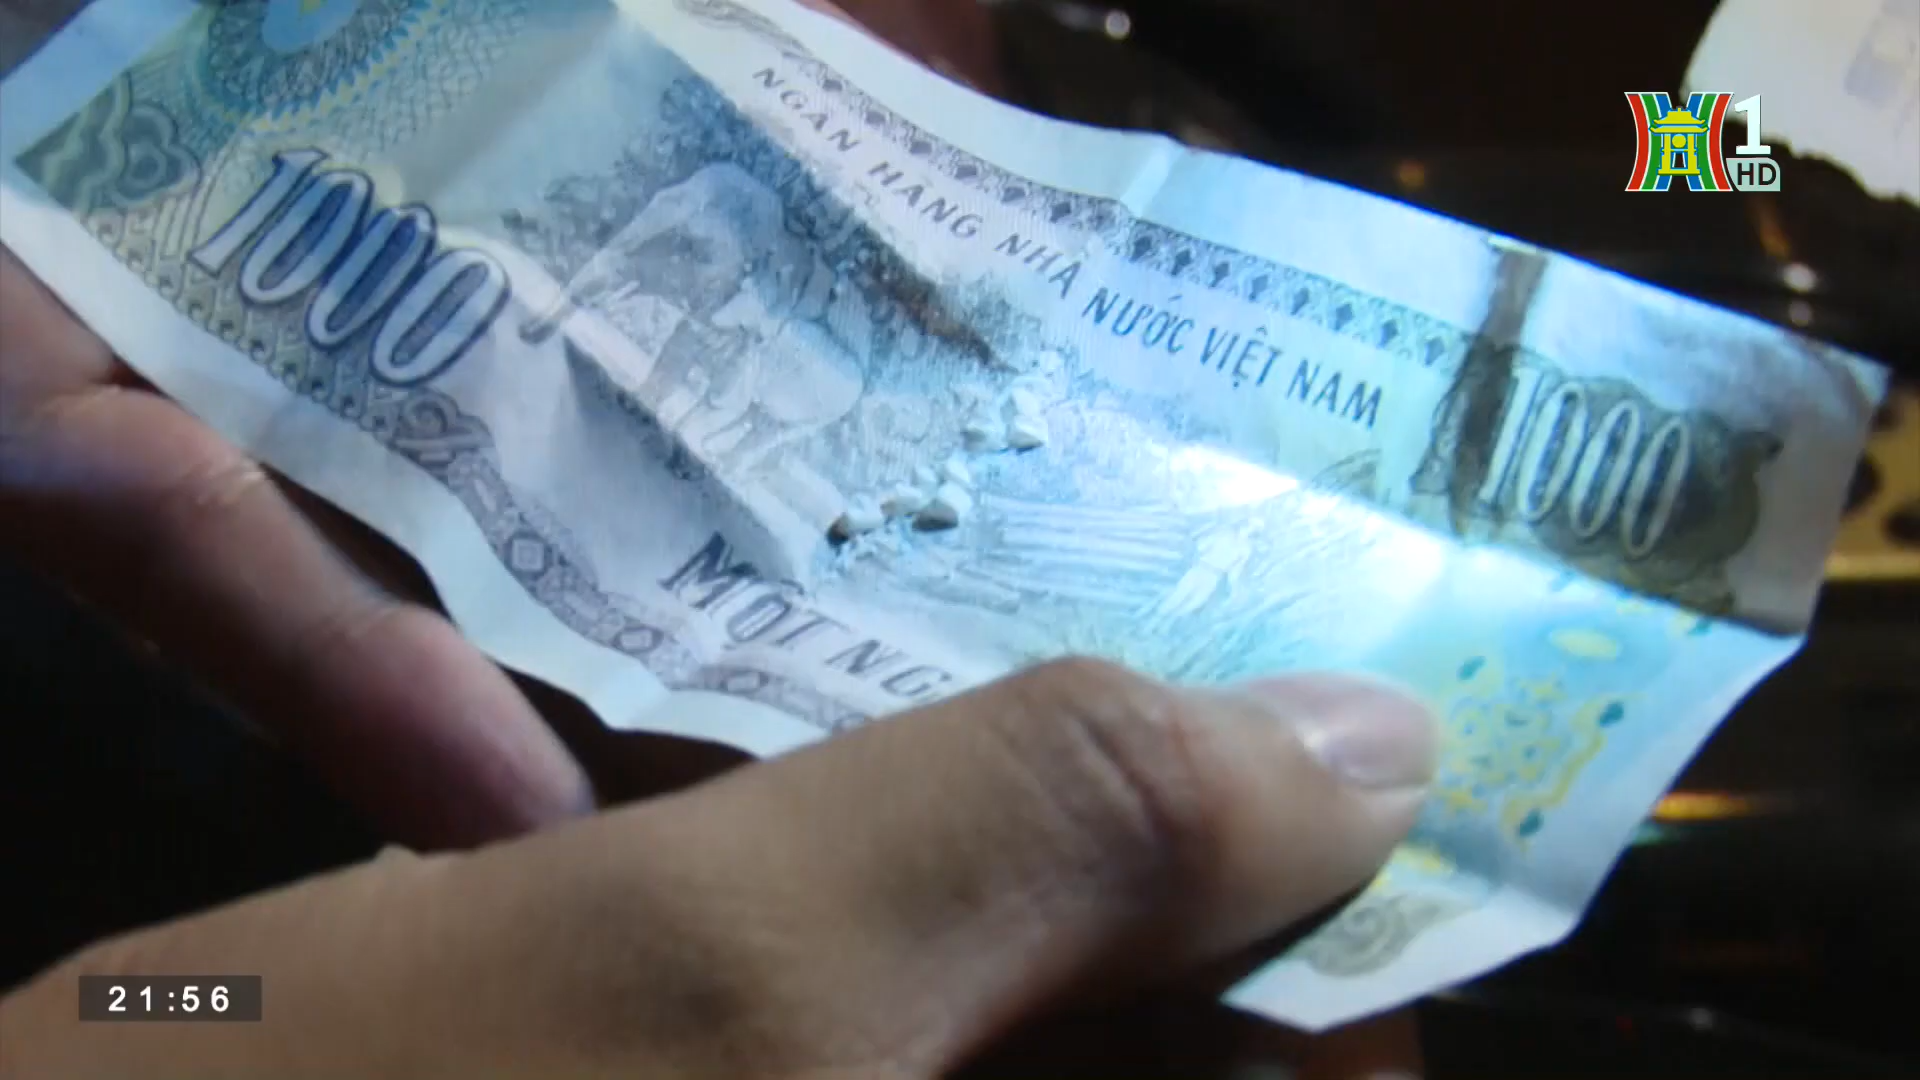 1
HD
NGÂN HÀNG NHÀ NƯỚC VIỆT NAM
1000
1000
MỘT NG
21:56